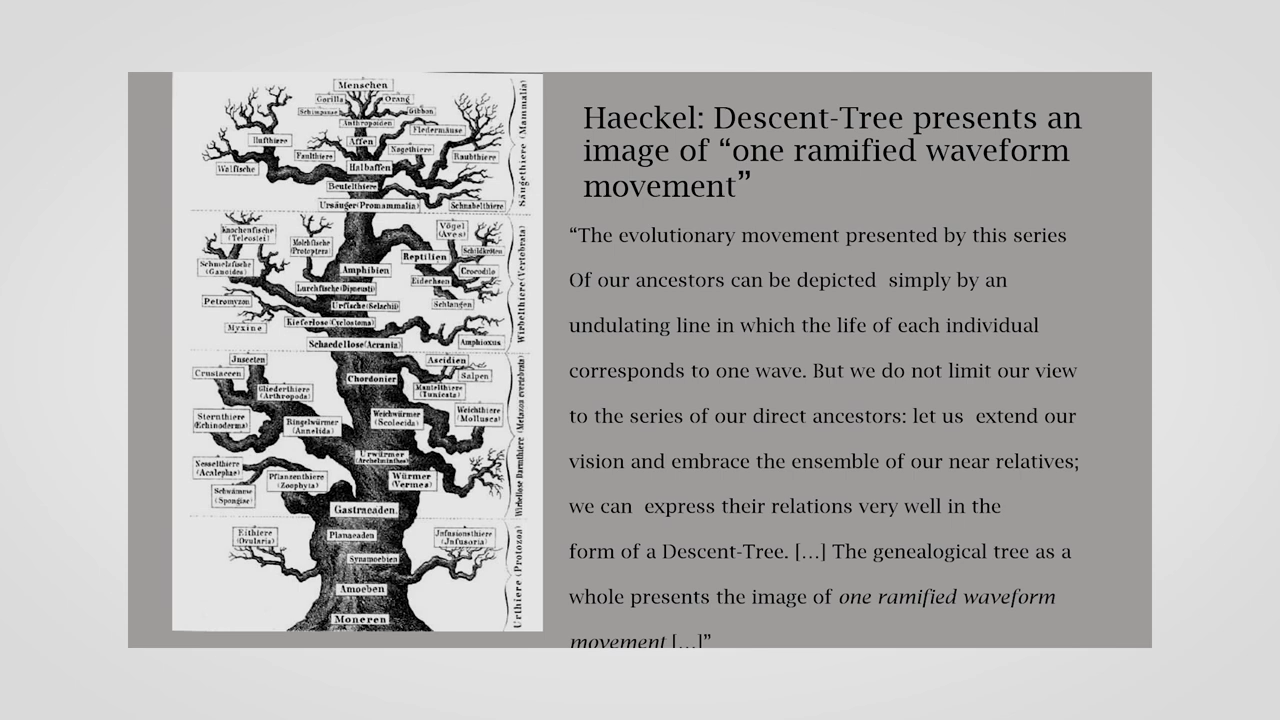 Menschen
Gorilla
Orang
Schimpanse
Gibbon
Anthropoiden
Fledermäuse
Hufthiere
Affen
Nagethiere
Faulthiere
Raubthiere
Walfische
Halbaffen
Beutelthiere
Ursäuger (Promammalia)
Schnabelthiere
Säugethiere (Mammalia)
Knochenfische
(Teleostei)
Molchfische
(Protoptera)
Vögel
(Aves)
Schildkröten
Schmelzfische
(Ganoides)
Amphibien
Reptilien
Crocodile
Lurchfische (Dipneusti)
Eidechsen
Petromyzon
Urfische (Selachii)
Schlangen
Myxine
Kieferlose (Cyclostoma)
Schaedellose (Acrania)
Amphioxus
Wirbelthiere (Vertebrata)
Jnsecten
Ascidien
Crustaceen
Chordonier
Salpen
Gliederthiere
(Arthropoda)
Mantelthiere
(Tunicata)
Sternthiere
(Echinoderma)
Ringelwürmer
(Annelida)
Weichwürmer
(Scolecida)
Weichthiere
(Mollusca)
Urwürmer
(Archelminthes)
Nesselthiere
(Acalephae)
Pflanzenthiere
(Zoophyta)
Würmer
(Vermes)
Schwämme
(Spongiae)
Gastraeaden
Wirbellose Darmthiere (Metazoa evertebrata)
Eithiere
(Ovularia)
Planaeaden
Jnfusionsthiere
(Jnfusoria)
Synamoebien
Amoeben
Moneren
Urthiere (Protozoa)
Haeckel: Descent-Tree presents an
image of “one ramified waveform
movement”
“The evolutionary movement presented by this series
Of our ancestors can be depicted simply by an
undulating line in which the life of each individual
corresponds to one wave. But we do not limit our view
to the series of our direct ancestors: let us extend our
vision and embrace the ensemble of our near relatives;
we can express their relations very well in the
form of a Descent-Tree. [...] The genealogical tree as a
whole presents the image of one ramified waveform
movement [...]”